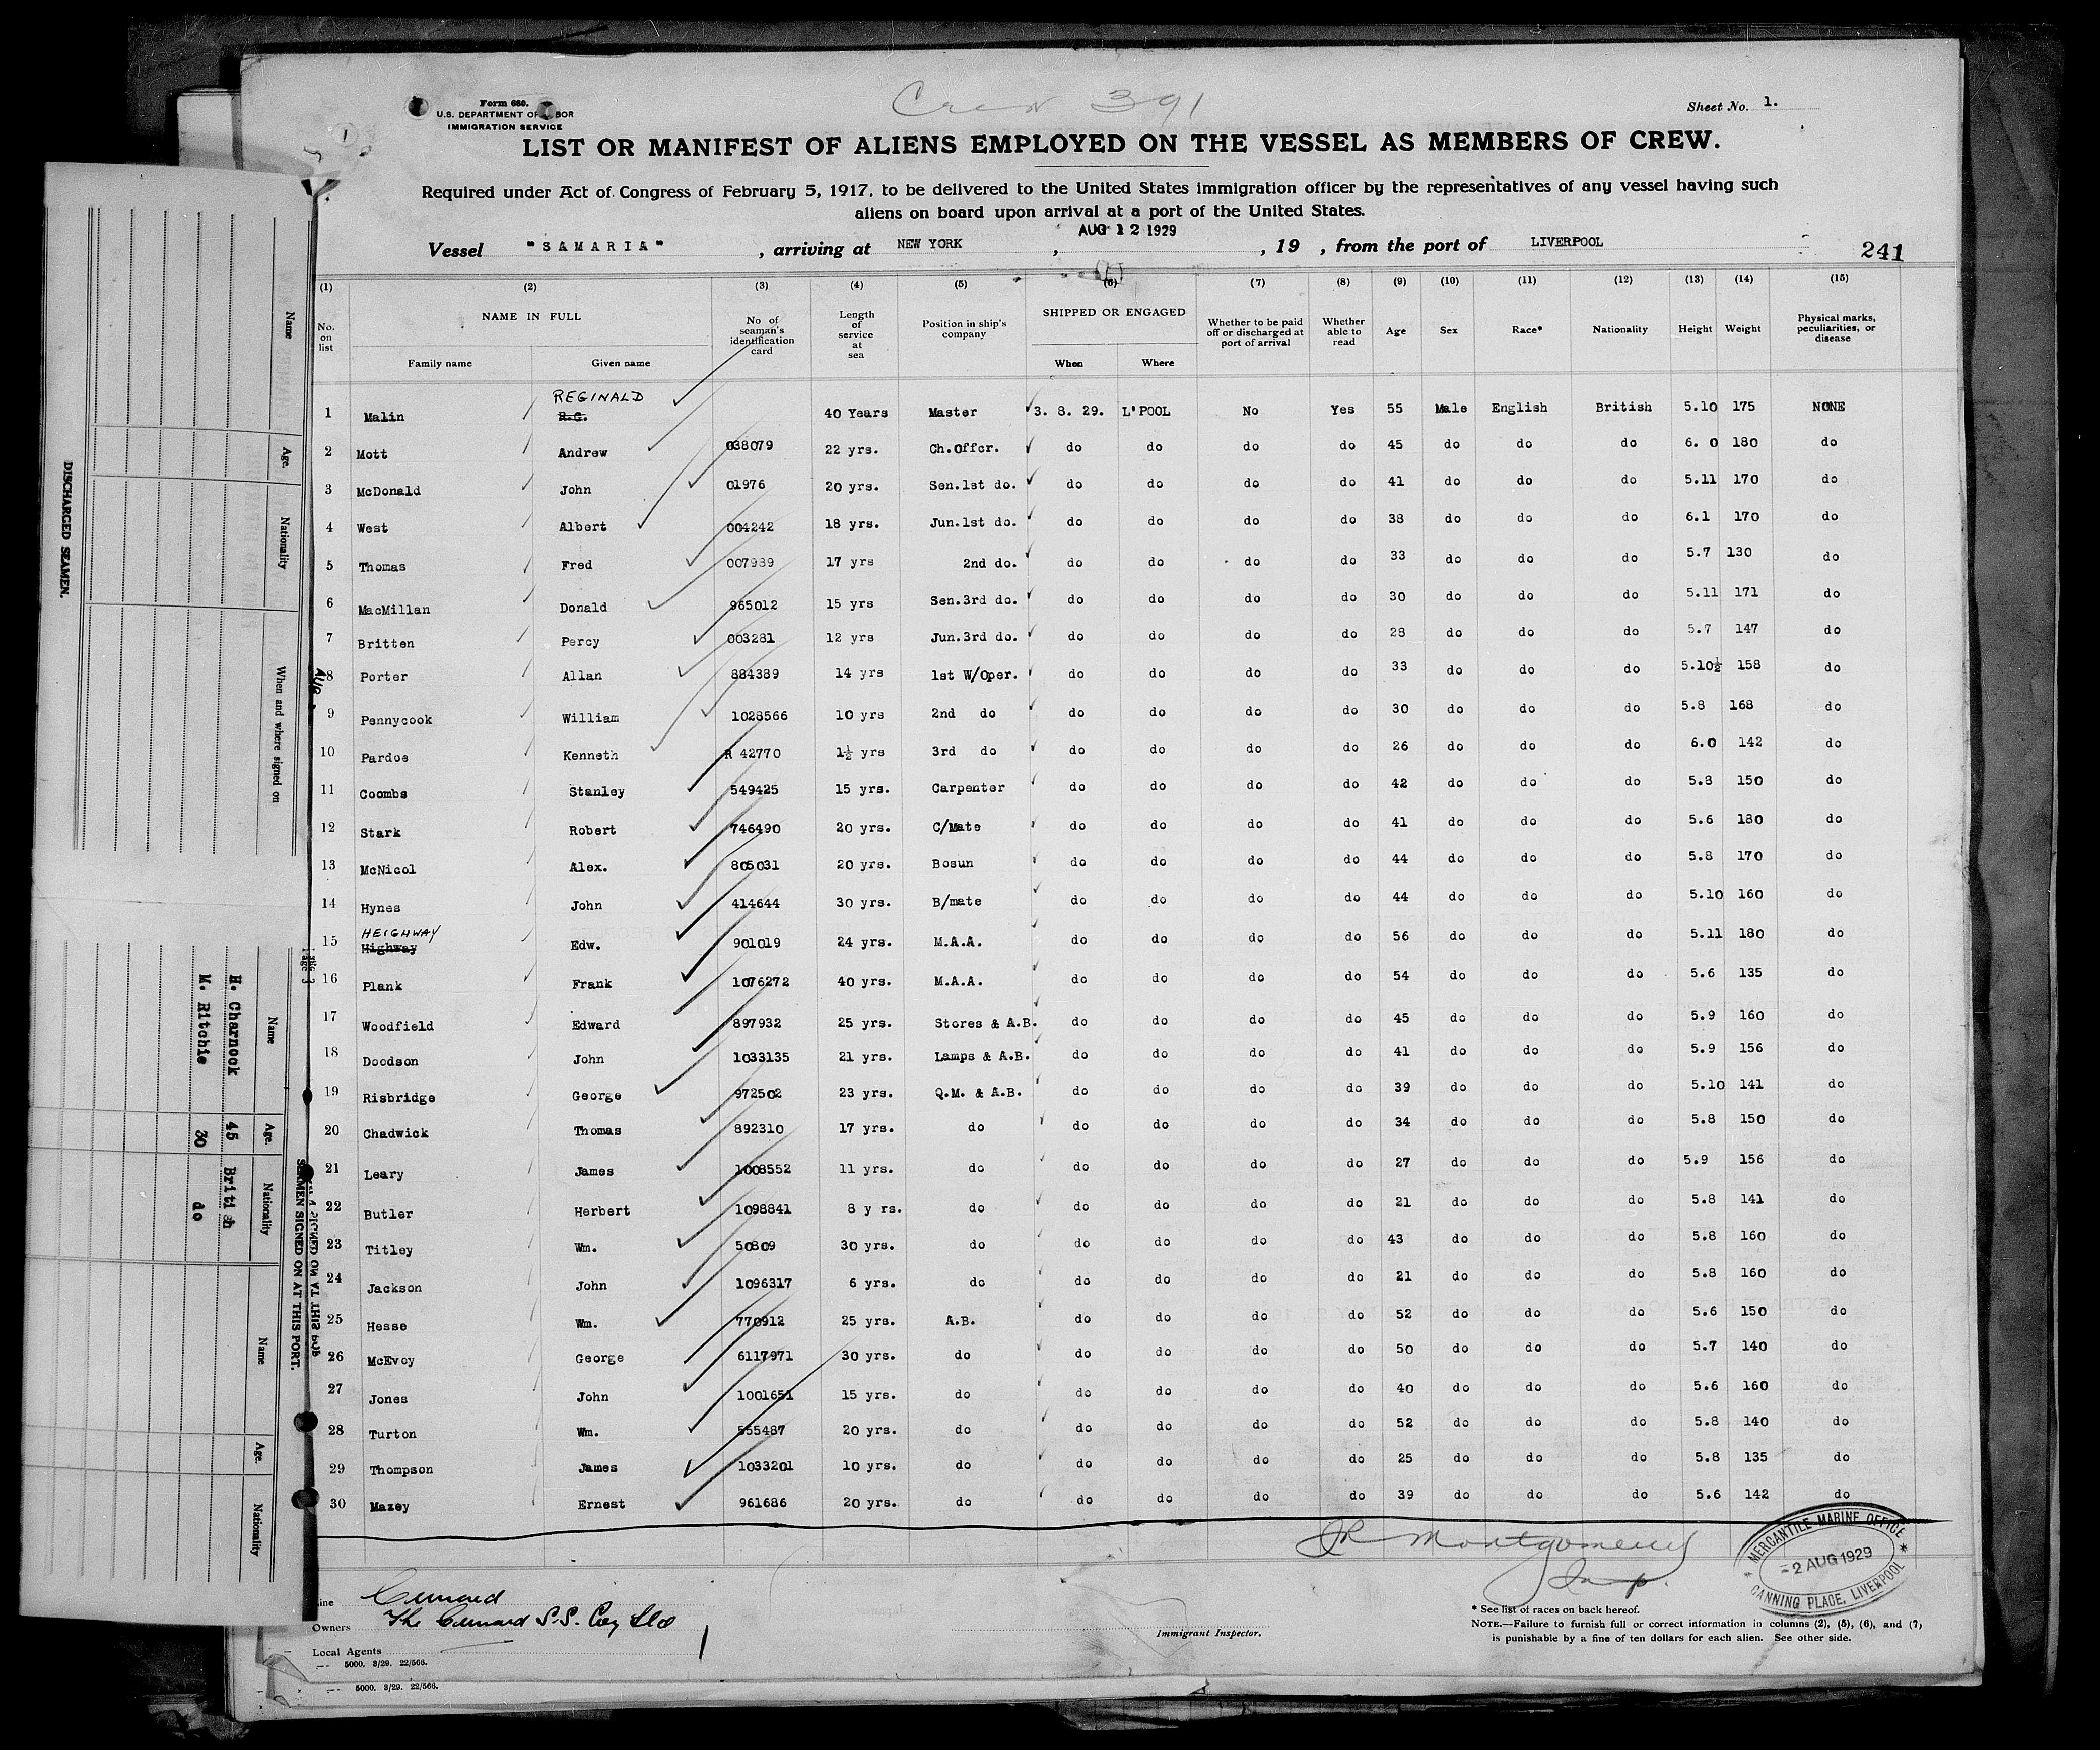 Crew 391
Form 680.
U.S. DEPARTMENT OF LABOR
IMMIGRATION SERVICE
Sheet No. 1.
LIST OR MANIFEST OF ALIENS EMPLOYED ON THE VESSEL AS MEMBERS OF CREW.
Required under Act of Congress of February 5, 1917, to be delivered to the United States immigration officer by the representatives of any vessel having such
aliens on board upon arrival at a port of the United States.
Vessel "SAMARIA", arriving at NEW YORK, AUG 12 1929, 19 , from the port of LIVERPOOL
241
(1) (2) (3) (4) (5) (6) (7) (8) (9) (10) (11) (12) (13) (14) (15)
No. on list NAME IN FULL Family name Given name No. of seaman's identification card Length of service at sea Position in ship's company SHIPPED OR ENGAGED When Where Whether to be paid off or discharged at port of arrival Whether able to read Age Sex Race* Nationality Height Weight Physical marks, peculiarities, or disease
REGINALD
1 Malin R.G. 40 Years Master 3. 8. 29. L'POOL No Yes 55 Male English British 5.10 175 NONE
2 Mott Andrew 038079 22 yrs. Ch.Offcr. do do do do 45 do do do 6. 0 180 do
3 McDonald John 01976 20 yrs. Sen.1st do. do do do do 41 do do do 5.11 170 do
4 West Albert 004242 18 yrs. Jun.1st do. do do do do 38 do do do 6.1 170 do
5 Thomas Fred 007989 17 yrs 2nd do. do do do do 33 do do do 5.7 130 do
6 MacMillan Donald 965012 15 yrs Sen.3rd do. do do do do 30 do do do 5.11 171 do
7 Britten Percy 003281 12 yrs Jun.3rd do. do do do do 28 do do do 5.7 147 do
8 Porter Allan 884389 14 yrs 1st W/Oper. do do do do 33 do do do 5.10½ 158 do
9 Pennycook William 1028566 10 yrs 2nd do do do do do 30 do do do 5.8 168 do
10 Pardoe Kenneth R 42770 1½ yrs 3rd do do do do do 26 do do do 6.0 142 do
11 Coombs Stanley 549425 15 yrs. Carpenter do do do do 42 do do do 5.8 150 do
12 Stark Robert 746490 20 yrs. C/Mate do do do do 41 do do do 5.6 180 do
13 McNicol Alex. 805031 20 yrs. Bosun do do do do 44 do do do 5.8 170 do
14 Hynes John 414644 30 yrs. B/mate do do do do 44 do do do 5.10 160 do
HEIGHWAY
15 Highway Edw. 901019 24 yrs. M.A.A. do do do do 56 do do do 5.11 180 do
16 Plank Frank 1076272 40 yrs. M.A.A. do do do do 54 do do do 5.6 135 do
17 Woodfield Edward 897932 25 yrs. Stores & A.B. do do do do 45 do do do 5.9 160 do
18 Doodson John 1033135 21 yrs. Lamps & A.B. do do do do 41 do do do 5.9 156 do
19 Risbridge George 972502 23 yrs. Q.M. & A.B. do do do do 39 do do do 5.10 141 do
20 Chadwick Thomas 892310 17 yrs. do do do do do 34 do do do 5.8 150 do
21 Leary James 1008552 11 yrs. do do do do do 27 do do do 5.9 156 do
22 Butler Herbert 1098841 8 y rs. do do do do do 21 do do do 5.8 141 do
23 Titley Wm. 50809 30 yrs. do do do do do 43 do do do 5.8 160 do
24 Jackson John 1096317 6 yrs. do do do do do 21 do do do 5.8 160 do
25 Hesse Wm. 770912 25 yrs. A.B. do do do do 52 do do do 5.6 150 do
26 McEvoy George 6117971 30 yrs. do do do do do 50 do do do 5.7 140 do
27 Jones John 1001651 15 yrs. do do do do do 40 do do do 5.6 160 do
28 Turton Wm. 555487 20 yrs. do do do do do 52 do do do 5.8 140 do
29 Thompson James 1033201 10 yrs. do do do do do 25 do do do 5.8 135 do
30 Mazey Ernest 961686 20 yrs. do do do do do 39 do do do 5.6 142 do
Montgomery
Insp.
MERCANTILE MARINE OFFICE
-2 AUG 1929
CANNING PLACE, LIVERPOOL
Line Cunard
Owners The Cunard S.S. Coy Ltd
Local Agents
5000. 3/29. 22/566.
5000. 3/29. 22/566.
Immigrant Inspector.
* See list of races on back hereof.
NOTE.—Failure to furnish full or correct information in columns (2), (5), (6), and (7),
is punishable by a fine of ten dollars for each alien. See other side.
DISCHARGED SEAMEN.
Name Age. Nationality When and where signed on
SEAMEN SIGNED ON AT THIS PORT.
Name Age. Nationality Name Age. Nationality
H. Charnock 45 British
M. Ritchie 30 do